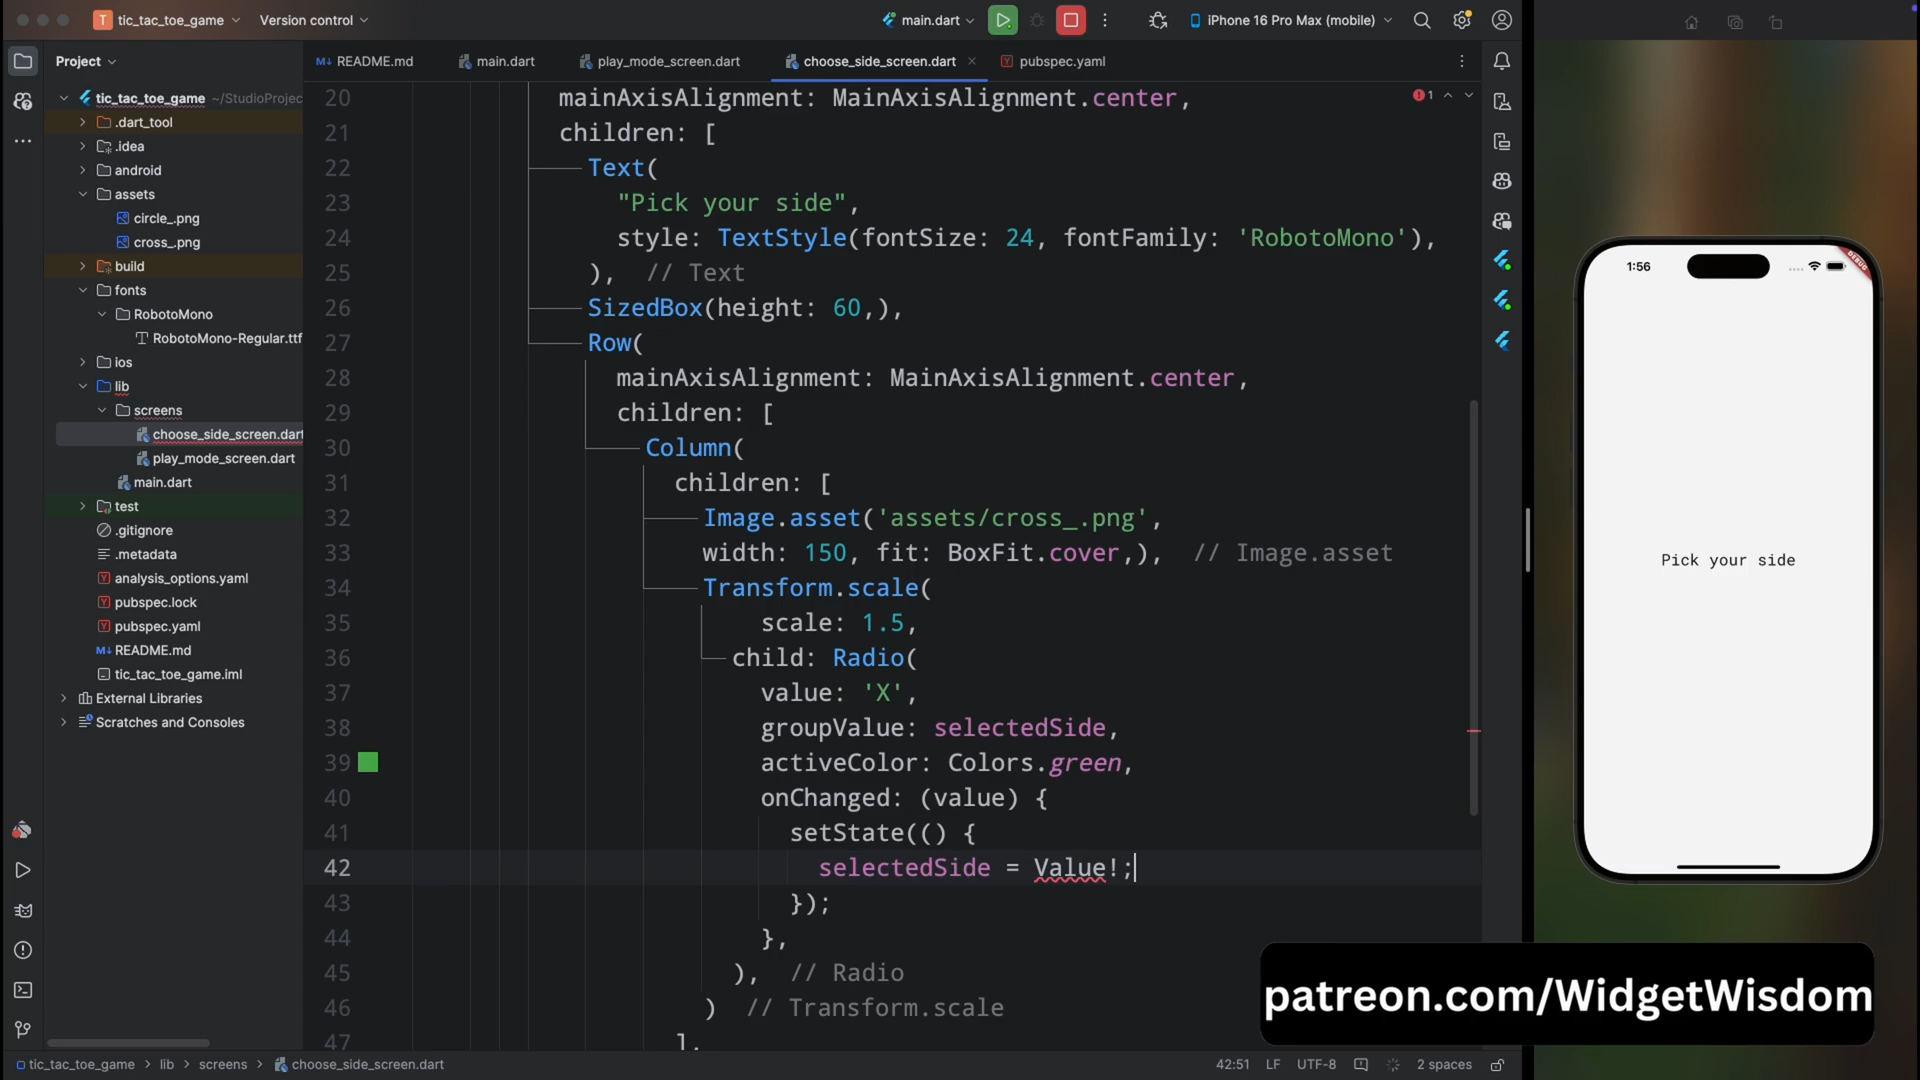 T tic_tac_toe_game
Version control
main.dart
iPhone 16 Pro Max (mobile)
Project
M↓ README.md
main.dart
play_mode_screen.dart
choose_side_screen.dart
pubspec.yaml
tic_tac_toe_game ~/StudioProjec
.dart_tool
.idea
android
assets
circle_.png
cross_.png
build
fonts
RobotoMono
RobotoMono-Regular.ttf
ios
lib
screens
choose_side_screen.dart
play_mode_screen.dart
main.dart
test
.gitignore
.metadata
analysis_options.yaml
pubspec.lock
pubspec.yaml
M↓ README.md
tic_tac_toe_game.iml
External Libraries
Scratches and Consoles
20 mainAxisAlignment: MainAxisAlignment.center,
1
21 children: [
22 Text(
23 "Pick your side",
24 style: TextStyle(fontSize: 24, fontFamily: 'RobotoMono'),
25 ), // Text
26 SizedBox(height: 60,),
27 Row(
28 mainAxisAlignment: MainAxisAlignment.center,
29 children: [
30 Column(
31 children: [
32 Image.asset('assets/cross_.png',
33 width: 150, fit: BoxFit.cover,), // Image.asset
34 Transform.scale(
35 scale: 1.5,
36 child: Radio(
37 value: 'X',
38 groupValue: selectedSide,
39 activeColor: Colors.green,
40 onChanged: (value) {
41 setState(() {
42 selectedSide = Value!;
43 });
44 },
45 ), // Radio
46 ) // Transform.scale
47 ],
1:56
DEBUG
Pick your side
patreon.com/WidgetWisdom
tic_tac_toe_game > lib > screens > choose_side_screen.dart
42:51 LF UTF-8 2 spaces